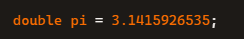 double pi = 3.1415926535;